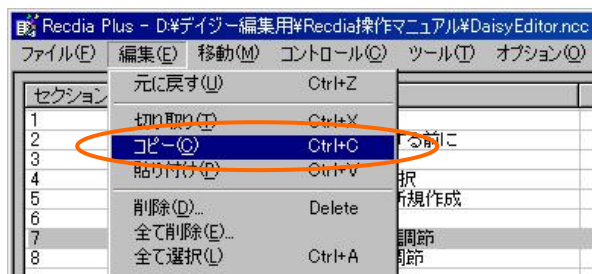 Recdia Plus - D:¥デイジー編集用¥Recdia操作マニュアル¥DaisyEditor.ncc
ファイル(F) 編集(E) 移動(M) コントロール(C) ツール(T) オプション(O)
セクション
元に戻す(U) Ctrl+Z
1 切り取り(T) Ctrl+X
2 コピー(C) Ctrl+C する前に
3 貼り付け(P) Ctrl+V
4 択
5 削除(D)... Delete 新規作成
6 全て削除(E)...
7 調節
8 全て選択(L) Ctrl+A 調節